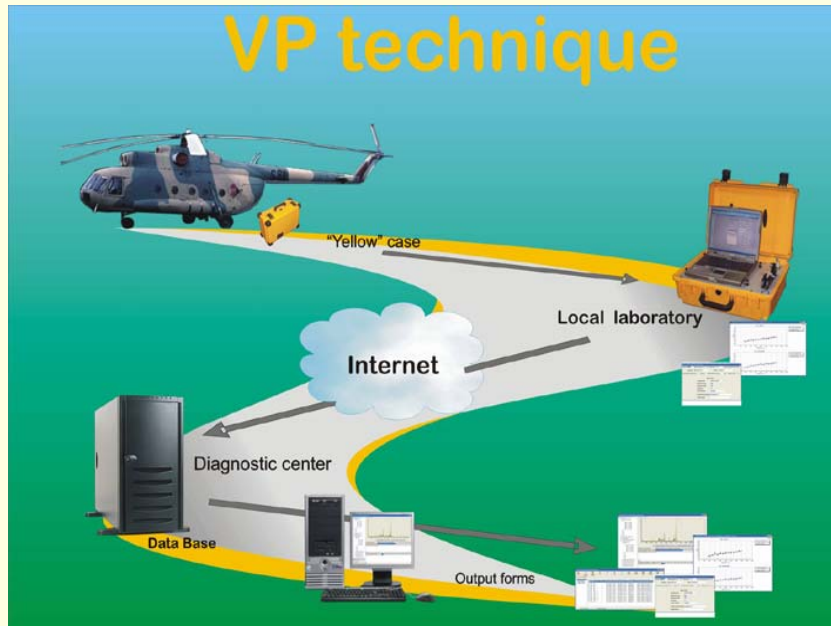 VP technique
"Yellow" case
Local laboratory
Internet
Diagnostic center
Data Base
Output forms